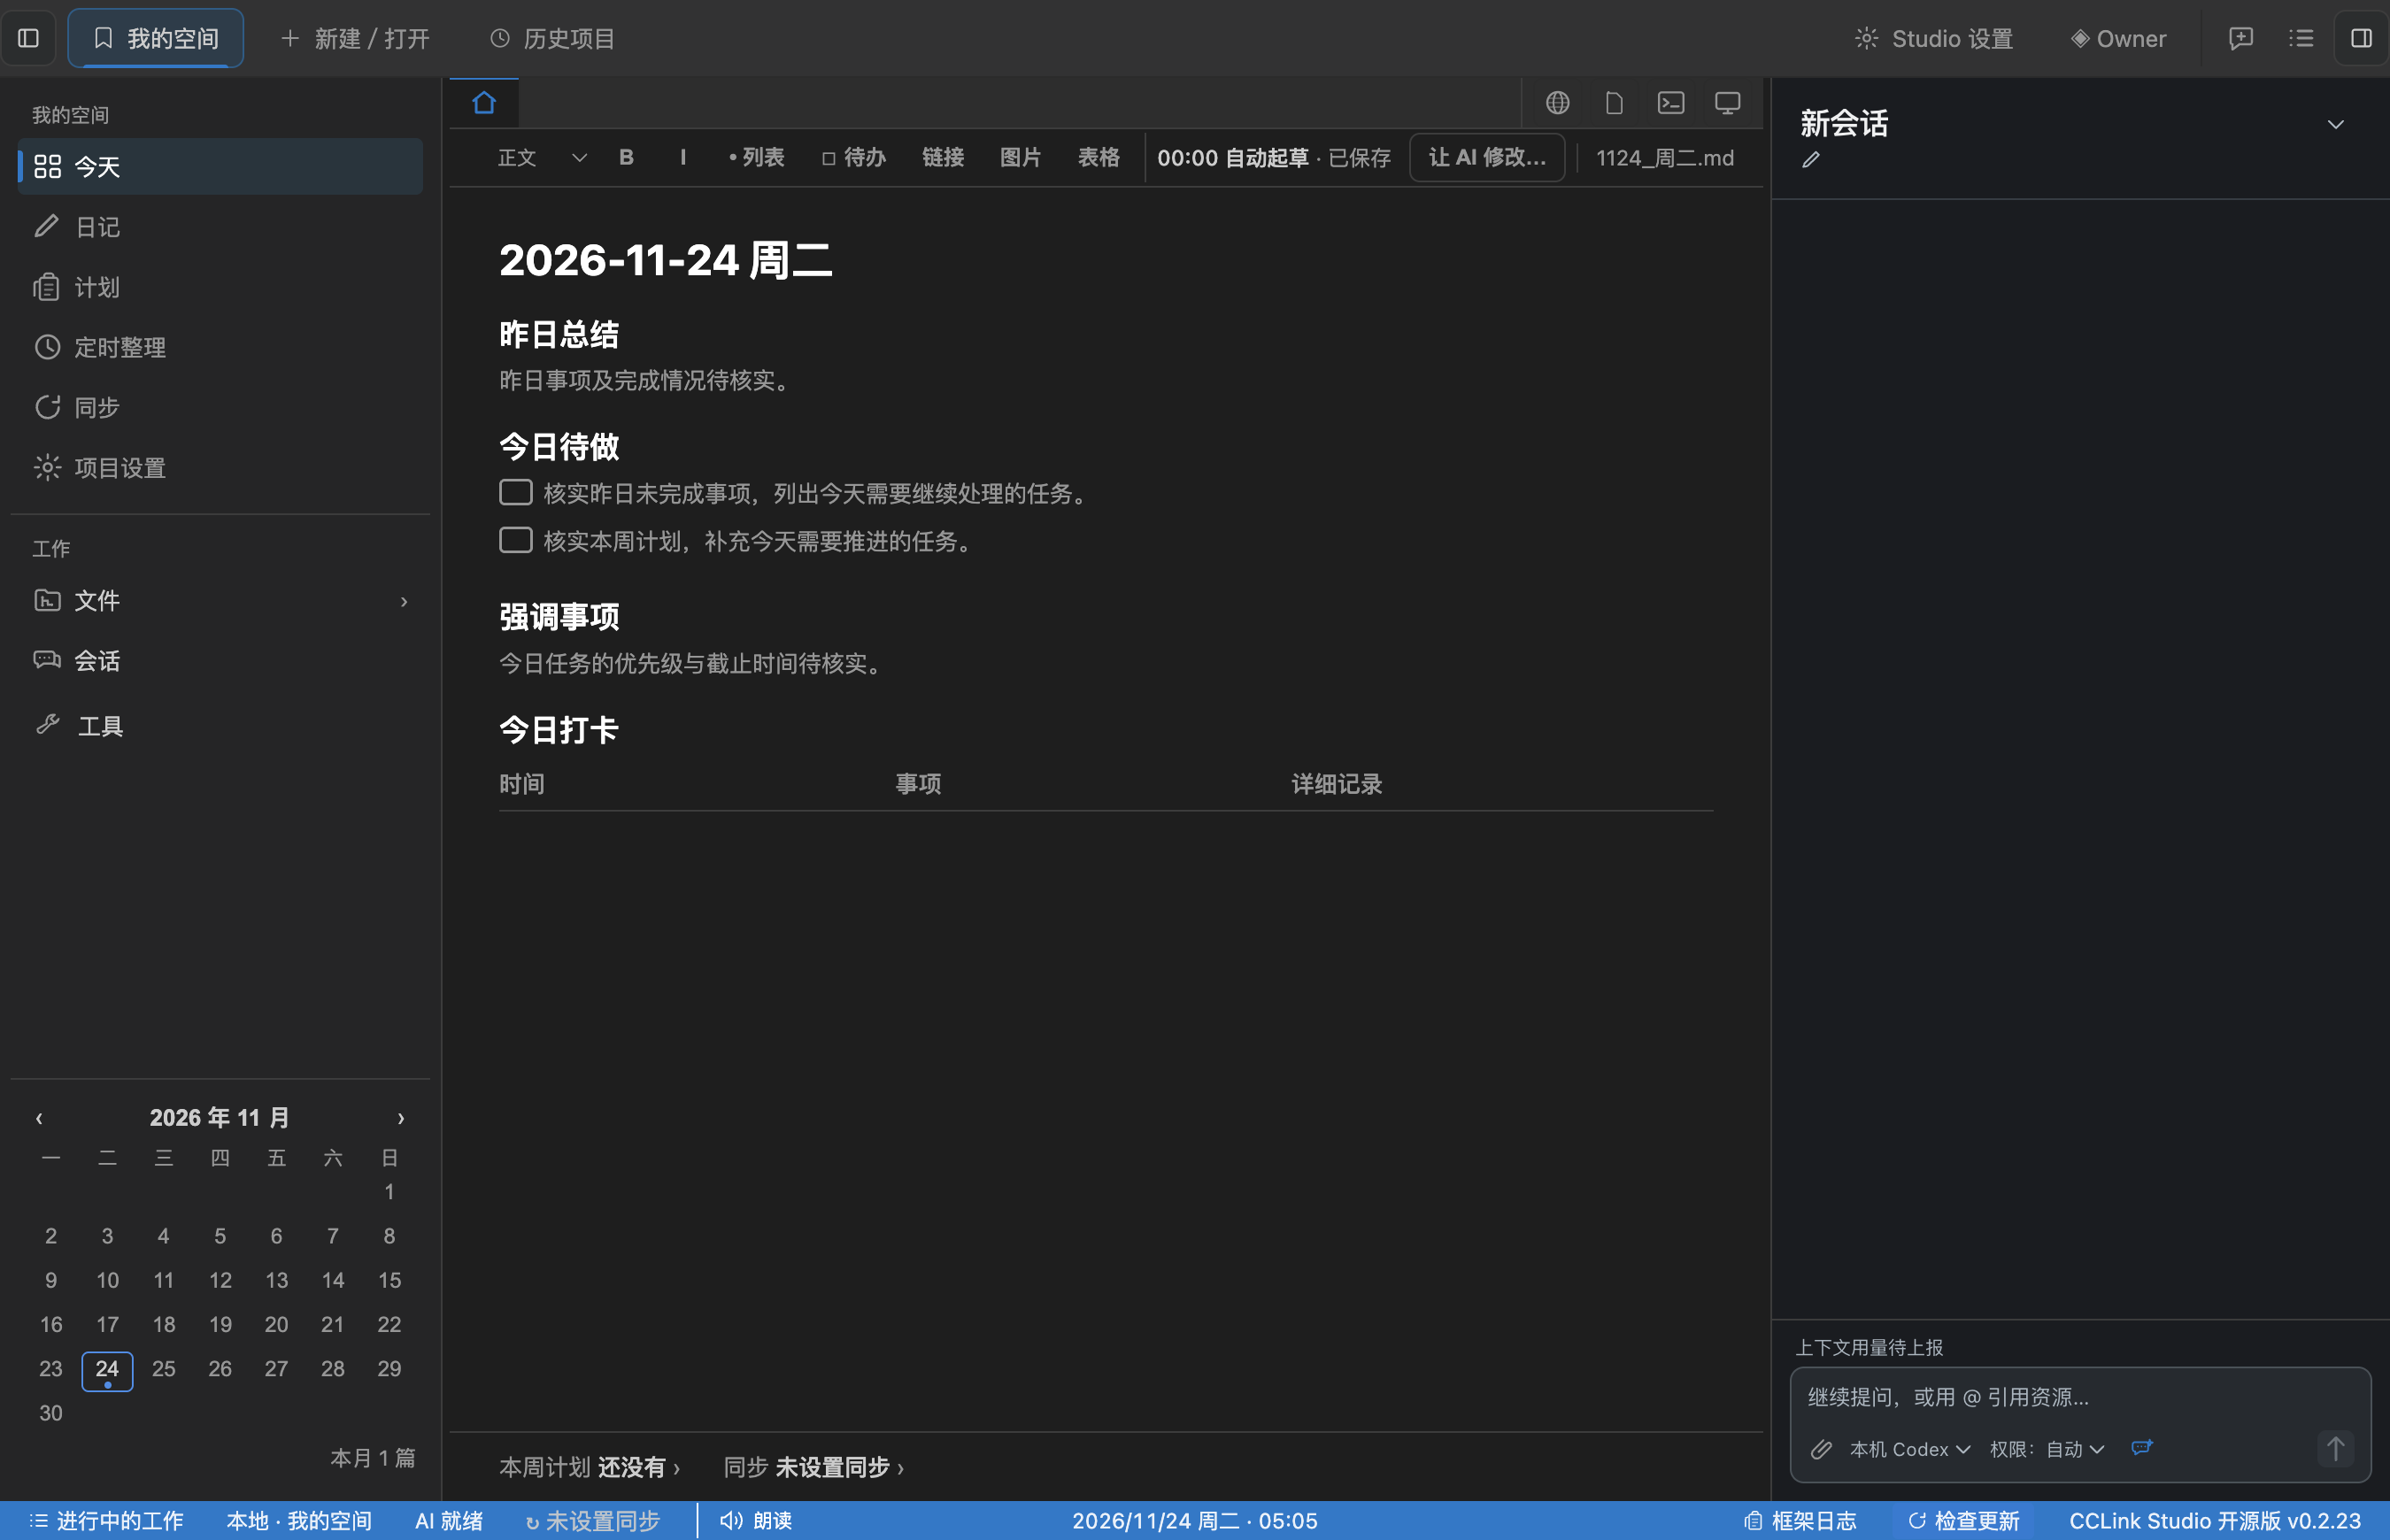 我的空间
新建 / 打开
历史项目
Studio 设置
Owner
我的空间
今天
日记
计划
定时整理
同步
项目设置
工作
文件
会话
工具
2026 年 11 月
一 二 三 四 五 六 日
1
2 3 4 5 6 7 8
9 10 11 12 13 14 15
16 17 18 19 20 21 22
23 24 25 26 27 28 29
30
本月 1 篇
正文 B I • 列表 □ 待办 链接 图片 表格 00:00 自动起草 · 已保存 让 AI 修改... 1124_周二.md
2026-11-24 周二
昨日总结
昨日事项及完成情况待核实。
今日待做
核实昨日未完成事项，列出今天需要继续处理的任务。
核实本周计划，补充今天需要推进的任务。
强调事项
今日任务的优先级与截止时间待核实。
今日打卡
时间 事项 详细记录
本周计划 还没有 › 同步 未设置同步 ›
新会话
上下文用量待上报
继续提问，或用 @ 引用资源...
本机 Codex 权限：自动
进行中的工作 本地 · 我的空间 AI 就绪 ↻ 未设置同步 朗读 2026/11/24 周二 · 05:05 框架日志 检查更新 CCLink Studio 开源版 v0.2.23